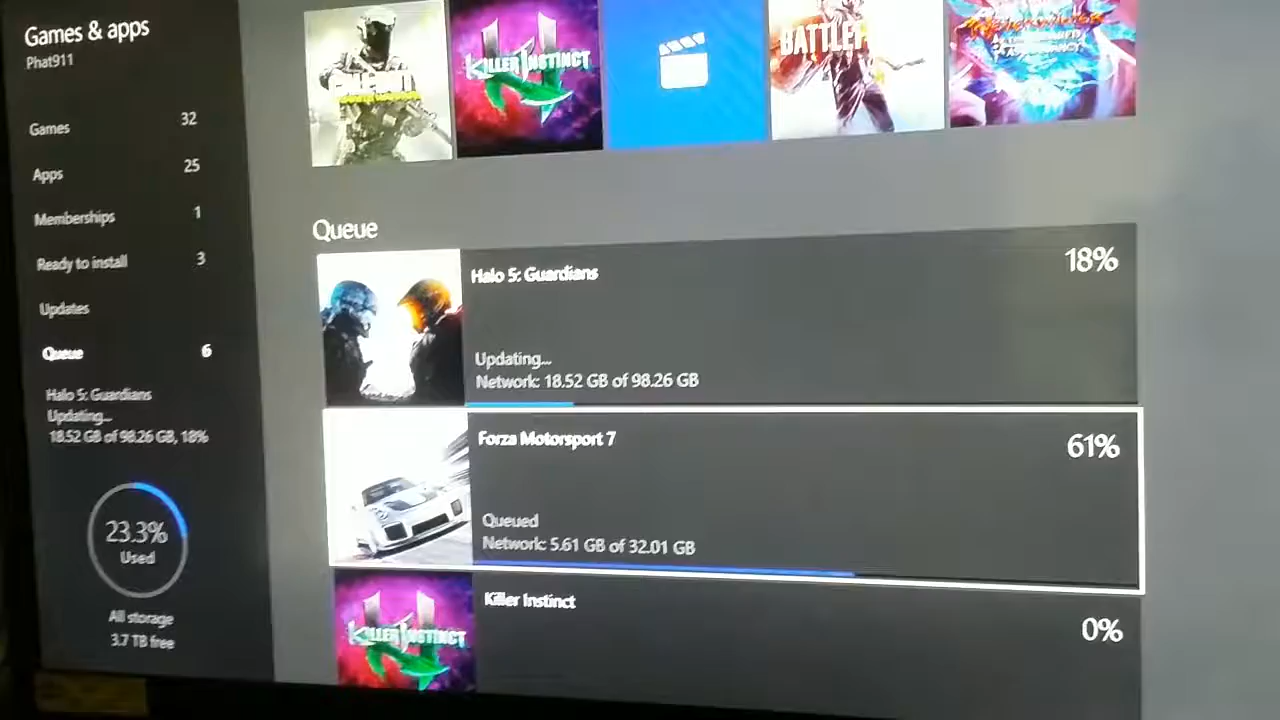 Games & apps
Phat911
Games 32
Apps 25
Memberships 1
Ready to install 3
Updates
Queue 6
Halo 5: Guardians
Updating...
18.52 GB of 98.26 GB, 18%
23.3%
Used
All storage
3.7 TB free
KILLER INSTINCT
Queue
Halo 5: Guardians
18%
Updating...
Network: 18.52 GB of 98.26 GB
Forza Motorsport 7
61%
Queued
Network: 5.61 GB of 32.01 GB
KILLER INSTINCT
Killer Instinct
0%